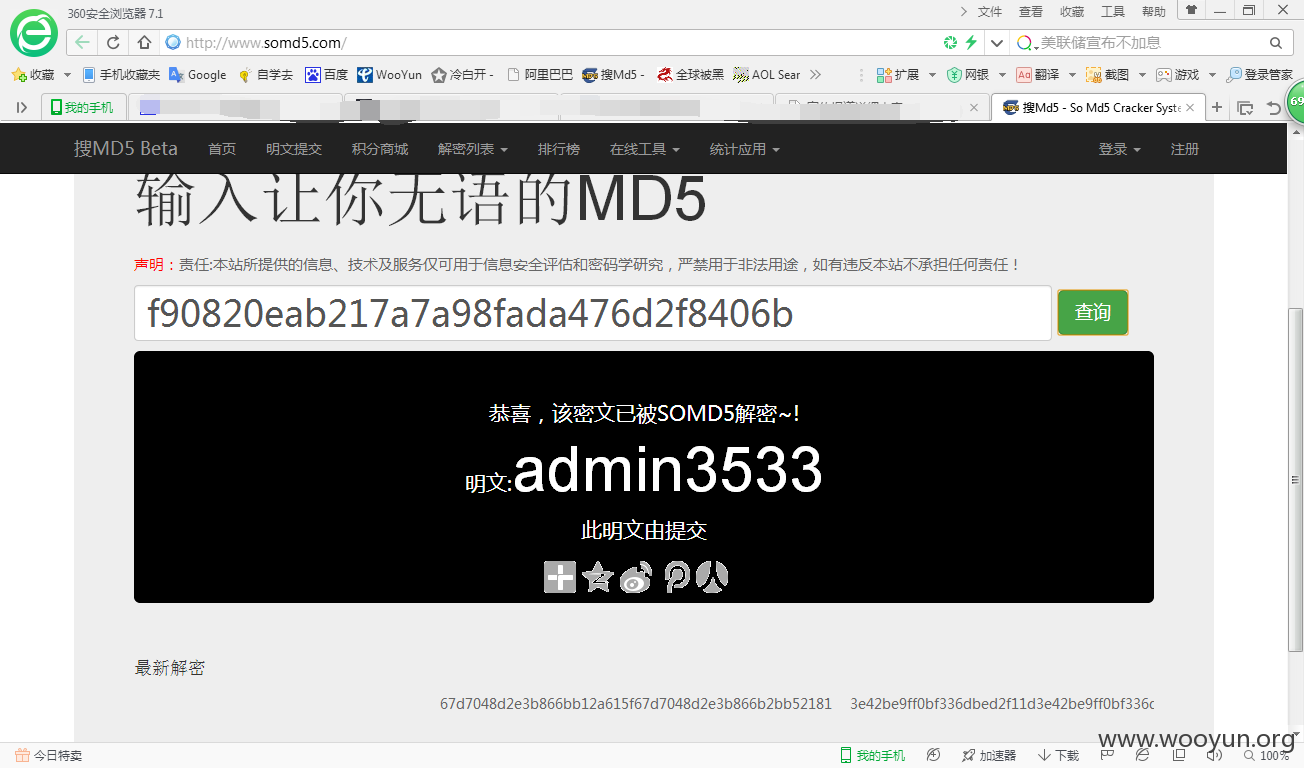 360安全浏览器 7.1
文件 查看 收藏 工具 帮助
http://www.somd5.com/
美联储宣布不加息
收藏 手机收藏夹 Google 自学去 百度 WooYun 冷白开 - 阿里巴巴 搜Md5 - 全球被黑 AOL Sear 扩展 网银 翻译 截图 游戏 登录管家
69
我的手机 搜Md5 - So Md5 Cracker Syste
搜MD5 Beta 首页 明文提交 积分商城 解密列表 排行榜 在线工具 统计应用 登录 注册
输入让你无语的MD5
声明：责任:本站所提供的信息、技术及服务仅可用于信息安全评估和密码学研究，严禁用于非法用途，如有违反本站不承担任何责任！
f90820eab217a7a98fada476d2f8406b 查询
恭喜，该密文已被SOMD5解密~!
明文:admin3533
此明文由提交
最新解密
67d7048d2e3b866bb12a615f67d7048d2e3b866b2bb52181 3e42be9ff0bf336dbed2f11d3e42be9ff0bf336c
www.wooyun.org
今日特卖 我的手机 加速器 下载 100%